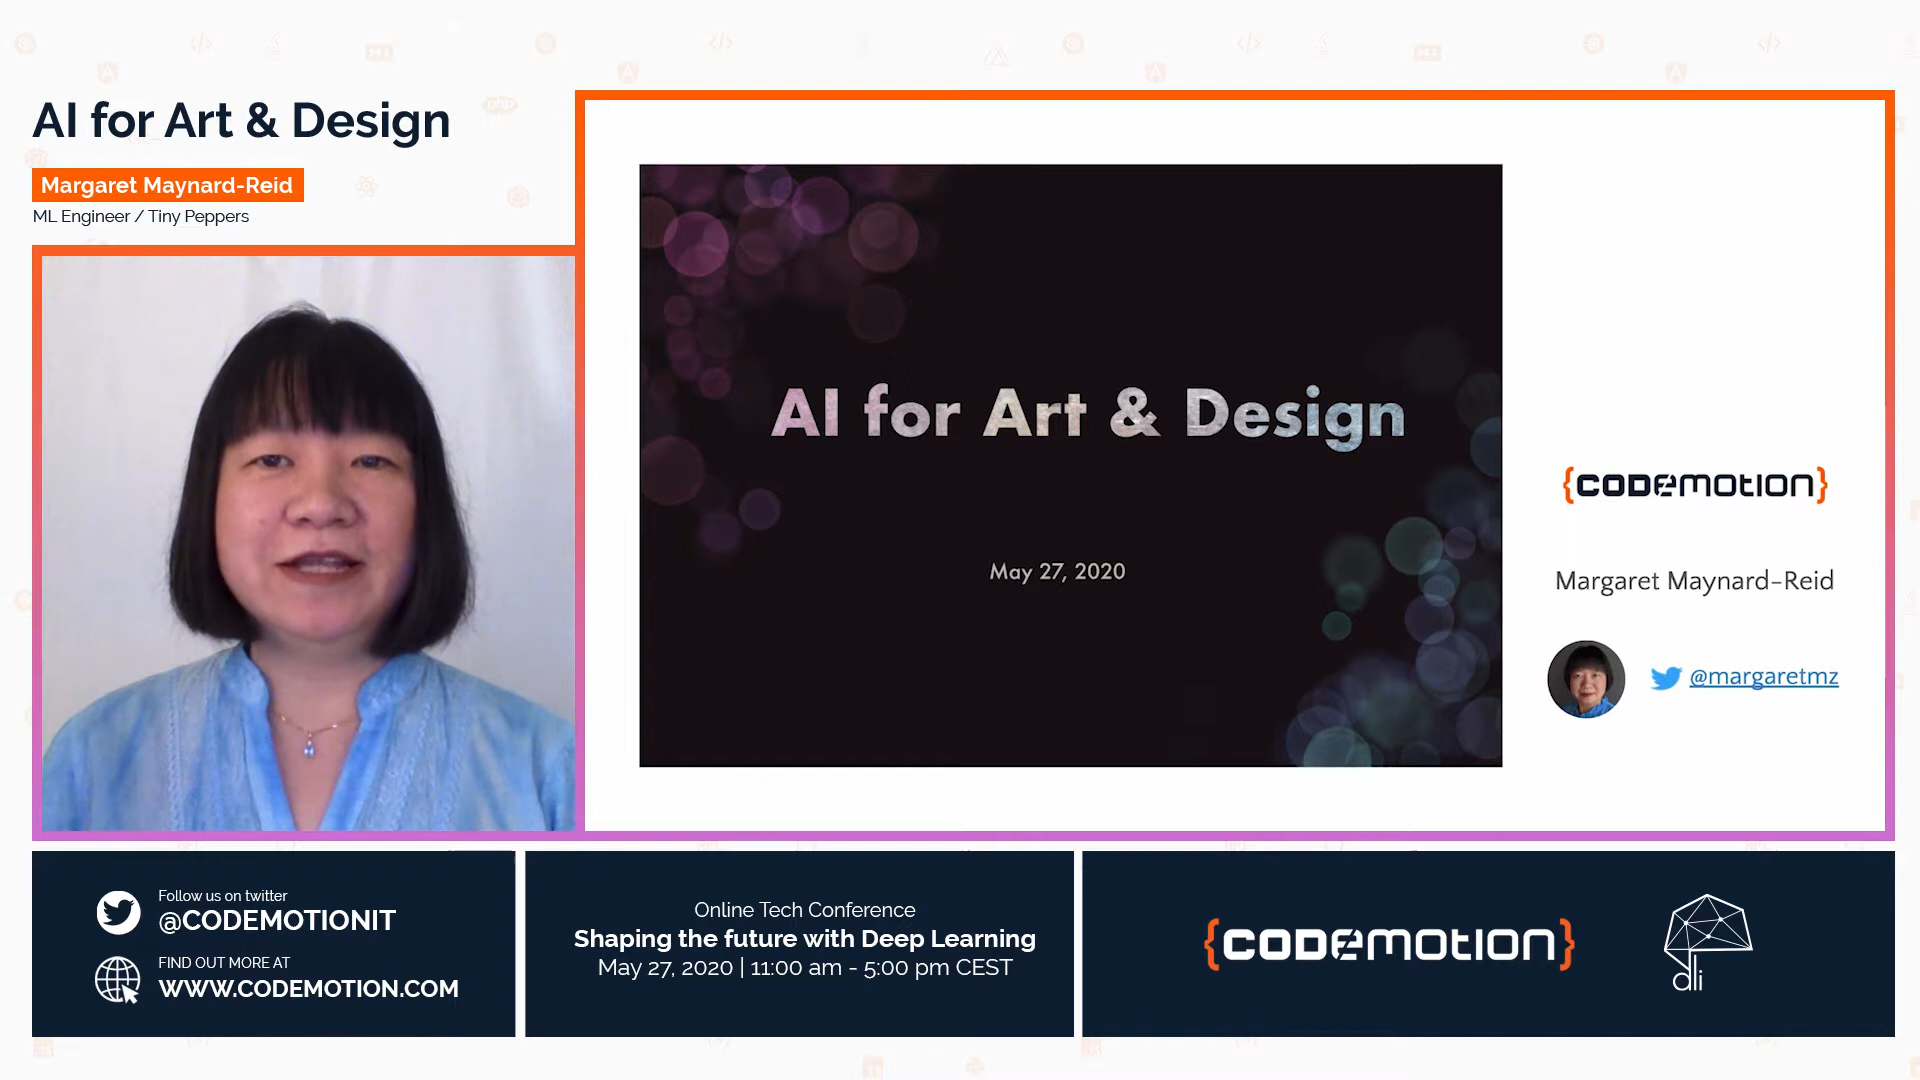 AI for Art & Design
Margaret Maynard-Reid
ML Engineer / Tiny Peppers
AI for Art & Design
May 27, 2020
{CODEMOTION}
Margaret Maynard-Reid
@margaretmz
Follow us on twitter
@CODEMOTIONIT
FIND OUT MORE AT
WWW.CODEMOTION.COM
Online Tech Conference
Shaping the future with Deep Learning
May 27, 2020 | 11:00 am - 5:00 pm CEST
{CODEMOTION}
dli